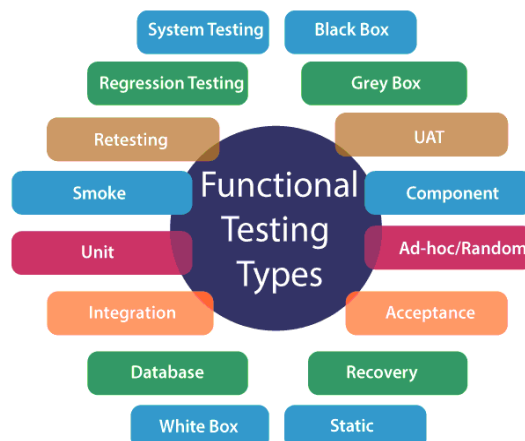 System Testing
Black Box
Regression Testing
Grey Box
Retesting
UAT
Smoke
Functional
Testing
Types
Component
Unit
Ad-hoc/Random
Integration
Acceptance
Database
Recovery
White Box
Static